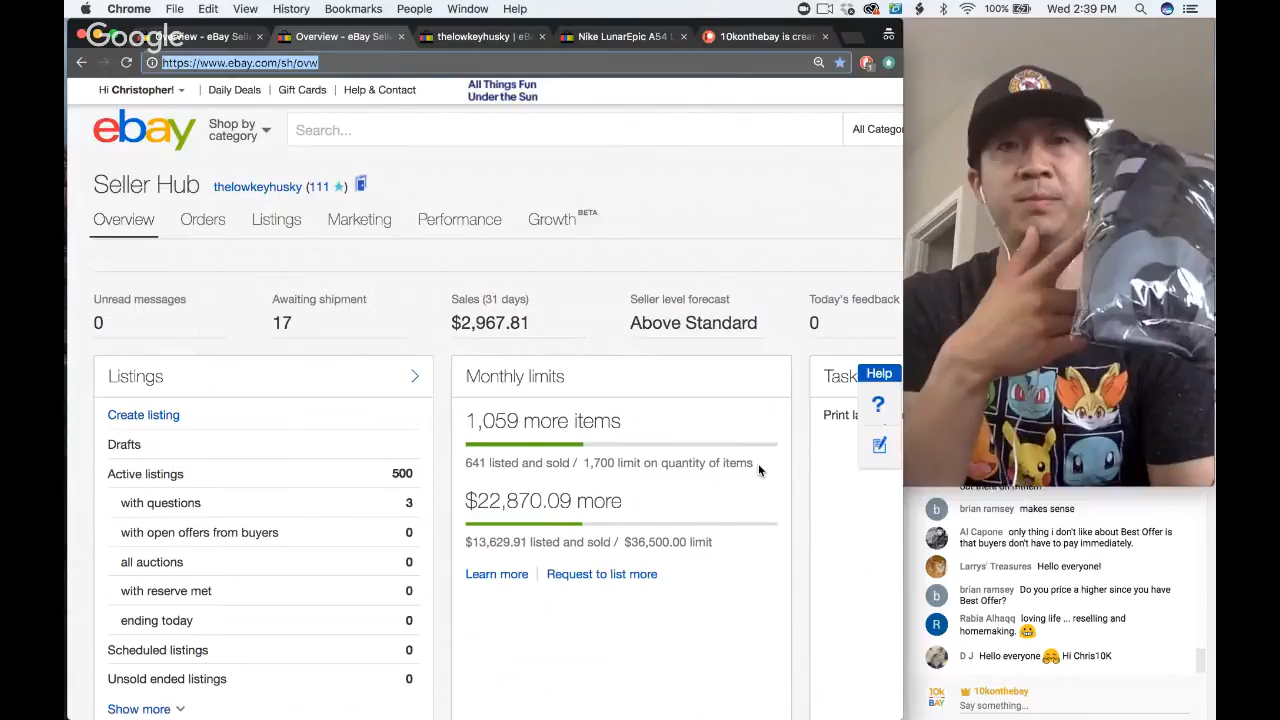 Chrome File Edit View History Bookmarks People Window Help 100% Wed 2:39 PM
Google
Overview - eBay Sell Overview - eBay Sell thelowkeyhusky | eB Nike LunarEpic A54 L 10konthebay is creat
https://www.ebay.com/sh/ovw
Hi Christopher! Daily Deals Gift Cards Help & Contact
All Things Fun
Under the Sun
ebay
Shop by
category
Search...
All Catego
Seller Hub thelowkeyhusky (111)
Overview Orders Listings Marketing Performance Growth BETA
Unread messages Awaiting shipment Sales (31 days) Seller level forecast Today's feedback
0 17 $2,967.81 Above Standard 0
Listings
Create listing
Drafts
Active listings 500
with questions 3
with open offers from buyers 0
all auctions 0
with reserve met 0
ending today 0
Scheduled listings 0
Unsold ended listings 0
Show more
Monthly limits
1,059 more items
641 listed and sold / 1,700 limit on quantity of items
$22,870.09 more
$13,629.91 listed and sold / $36,500.00 limit
Learn more Request to list more
Task
Print la
Help
?
b brian ramsey makes sense
Al Capone only thing i don't like about Best Offer is
that buyers don't have to pay immediately.
Larrys' Treasures Hello everyone!
b brian ramsey Do you price a higher since you have
Best Offer?
R Rabia Alhaqq loving life ... reselling and
homemaking.
D J Hello everyone Hi Chris10K
10k
BAY
10konthebay
Say something...